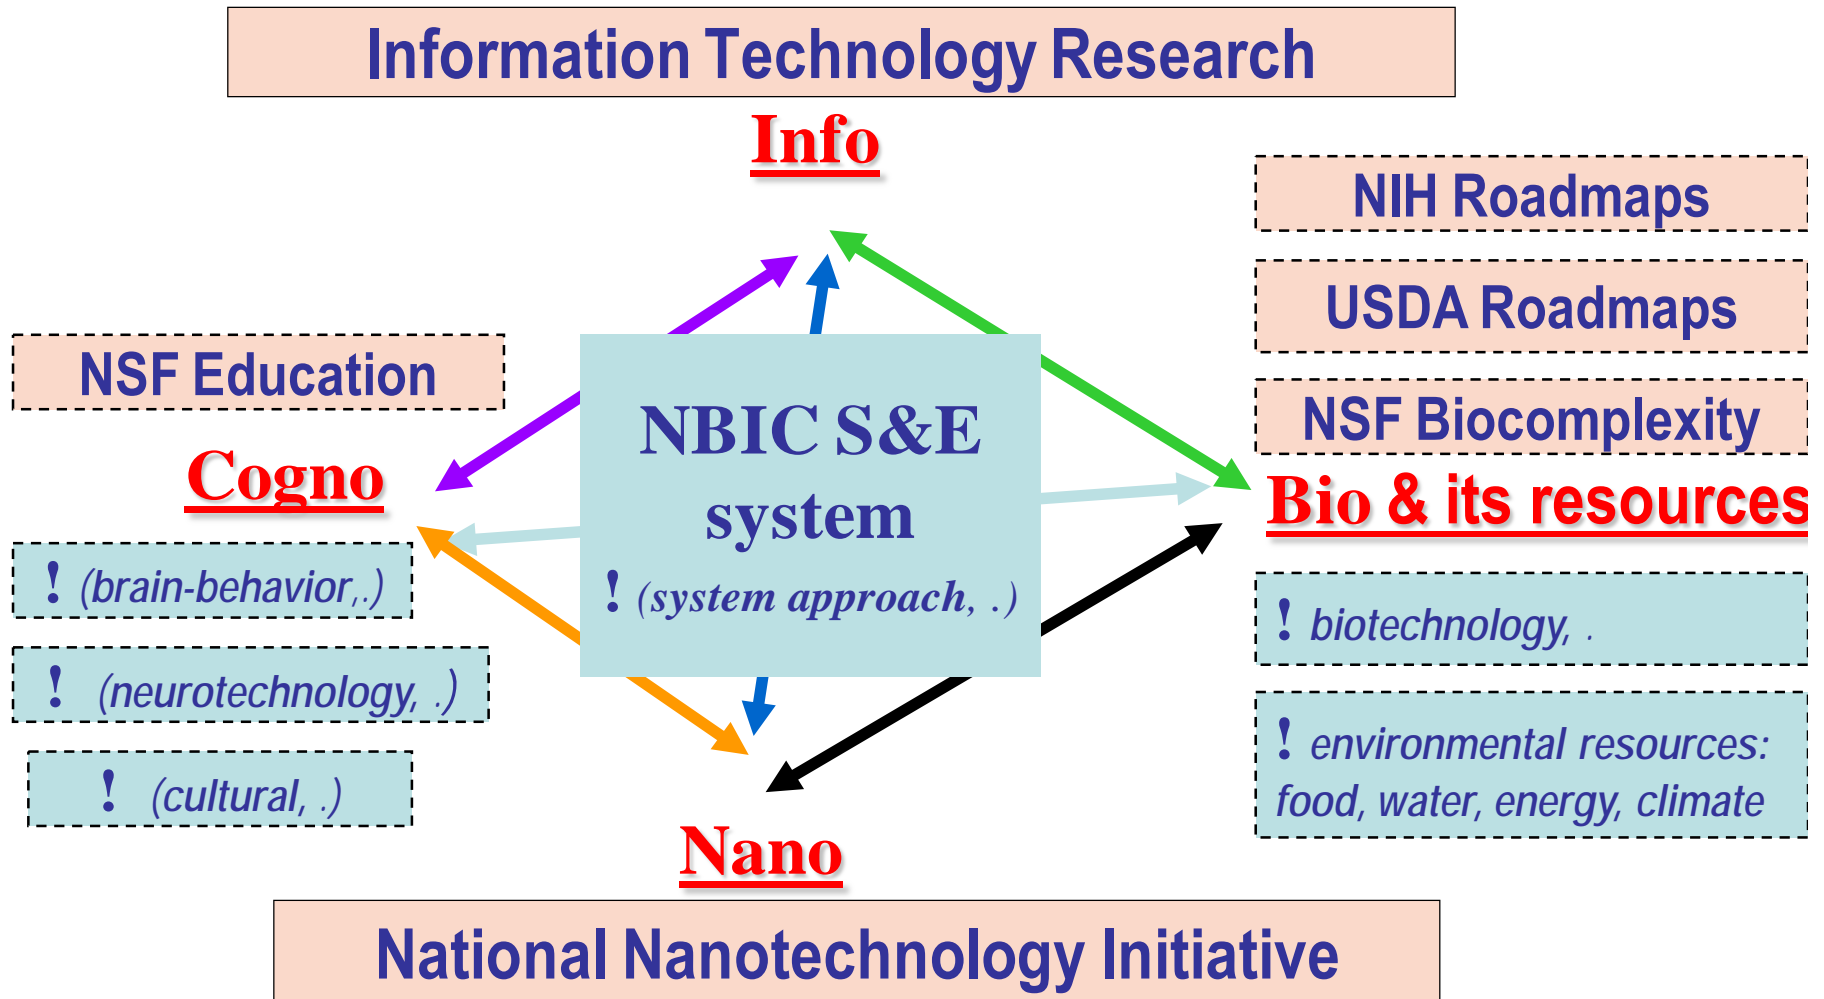 Information Technology Research
Info
NIH Roadmaps
USDA Roadmaps
NSF Education
NSF Biocomplexity
NBIC S&E
system
! (system approach, .)
Cogno
Bio & its resources
! (brain-behavior,.)
! (neurotechnology, .)
! (cultural, .)
! biotechnology, .
! environmental resources:
food, water, energy, climate
Nano
National Nanotechnology Initiative